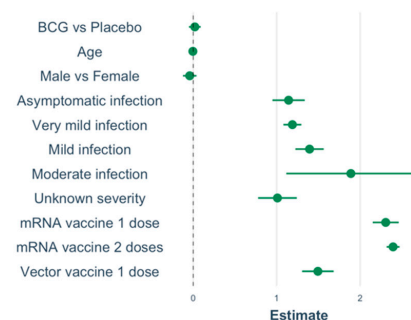 BCG vs Placebo
Age
Male vs Female
Asymptomatic infection
Very mild infection
Mild infection
Moderate infection
Unknown severity
mRNA vaccine 1 dose
mRNA vaccine 2 doses
Vector vaccine 1 dose
0 1 2
Estimate